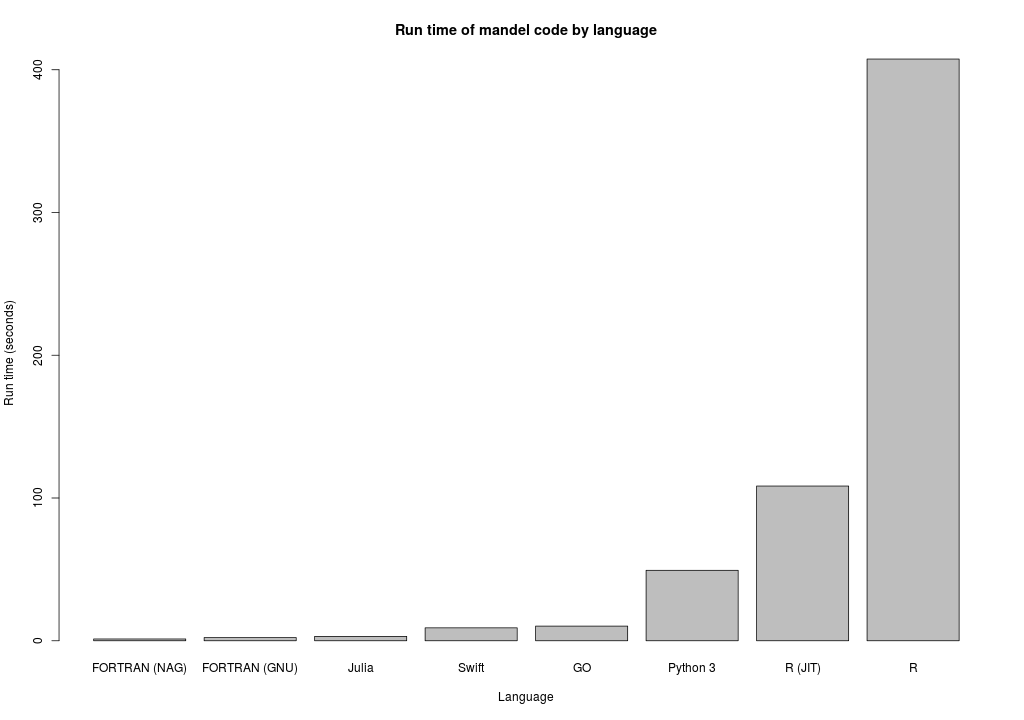 Run time of mandel code by language
400
300
200
100
0
Run time (seconds)
FORTRAN (NAG) FORTRAN (GNU) Julia Swift GO Python 3 R (JIT) R
Language